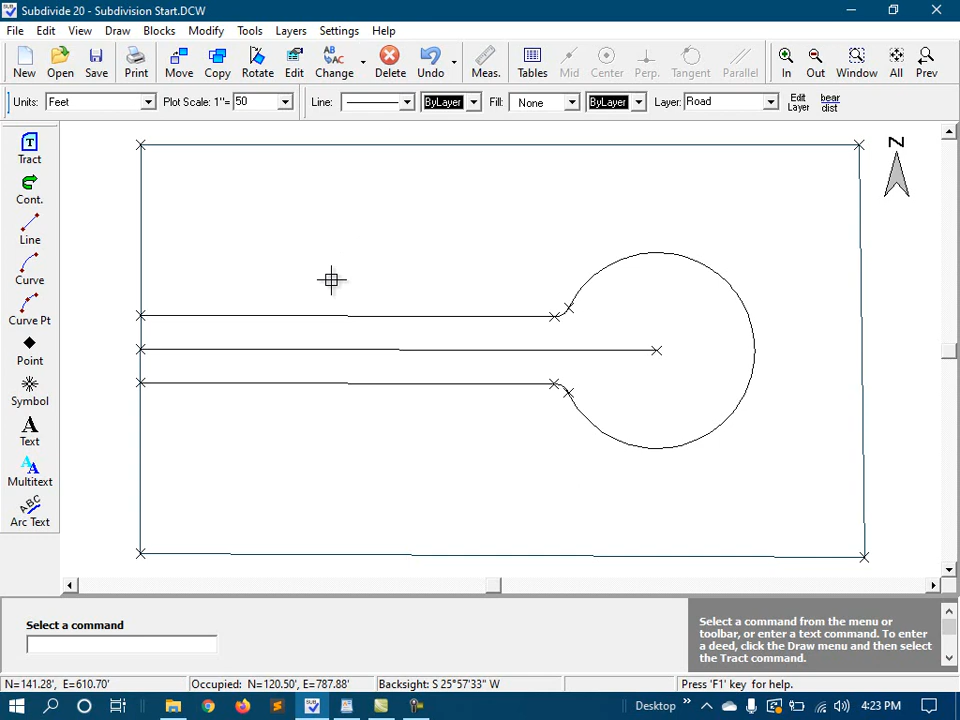 Subdivide 20 - Subdivision Start.DCW
File Edit View Draw Blocks Modify Tools Layers Settings Help
New Open Save Print Move Copy Rotate Edit Change Delete Undo Meas. Tables Mid Center Perp. Tangent Parallel In Out Window All Prev
Units: Feet Plot Scale: 1"= 50 Line: ByLayer Fill: None ByLayer Layer: Road Edit Layer bear dist
Tract
Cont.
Line
Curve
Curve Pt
Point
Symbol
Text
Multitext
Arc Text
N
Select a command
Select a command from the menu or
toolbar, or enter a text command. To enter
a deed, click the Draw menu and then select
the Tract command.
N=141.28', E=610.70' Occupied: N=120.50', E=787.88' Backsight: S 25°57'33" W Press 'F1' key for help.
Desktop » 4:23 PM